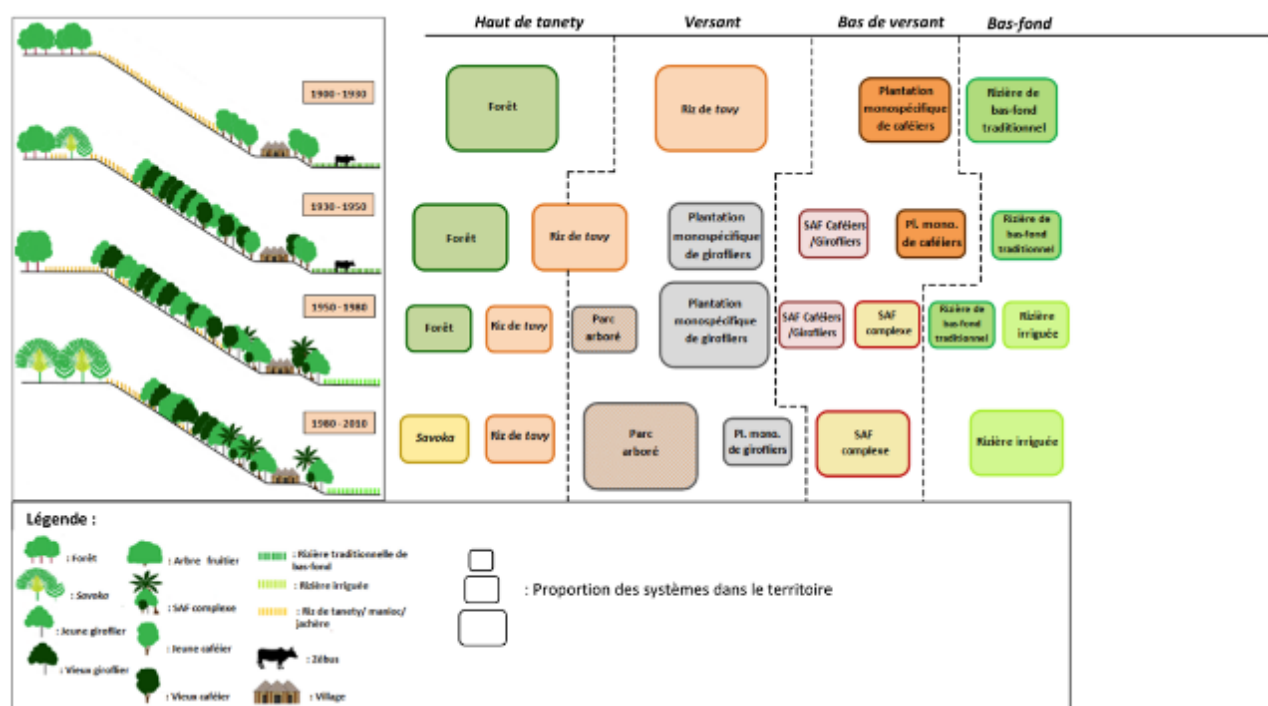 Haut de tanety
Versant
Bas de versant
Bas-fond
1900 - 1930
Forêt
Riz de tavy
Plantation
monospécifique
de caféiers
Rizière de
bas-fond
traditionnel
1930 - 1950
Forêt
Riz de tavy
Plantation
monospécifique
de girofliers
SAF Caféiers
/Girofliers
Pl. mono.
de caféiers
Rizière de
bas-fond
traditionnel
1950 - 1980
Forêt
Riz de tavy
Parc
arboré
Plantation
monospécifique
de girofliers
SAF Caféiers
/Girofliers
SAF
complexe
Rizière de
bas-fond
traditionnel
Rizière
irriguée
1980 - 2010
Savoka
Riz de tavy
Parc
arboré
Pl. mono.
de girofliers
SAF
complexe
Rizière irriguée
Légende :
: Forêt
: Savoka
: Jeune giroflier
: Vieux giroflier
: Arbre fruitier
: SAF complexe
: Jeune caféier
: Vieux caféier
: Rizière traditionnelle de
bas-fond
: Rizière irriguée
: Riz de tanety/ manioc/
jachère
: Zébus
: Village
: Proportion des systèmes dans le territoire